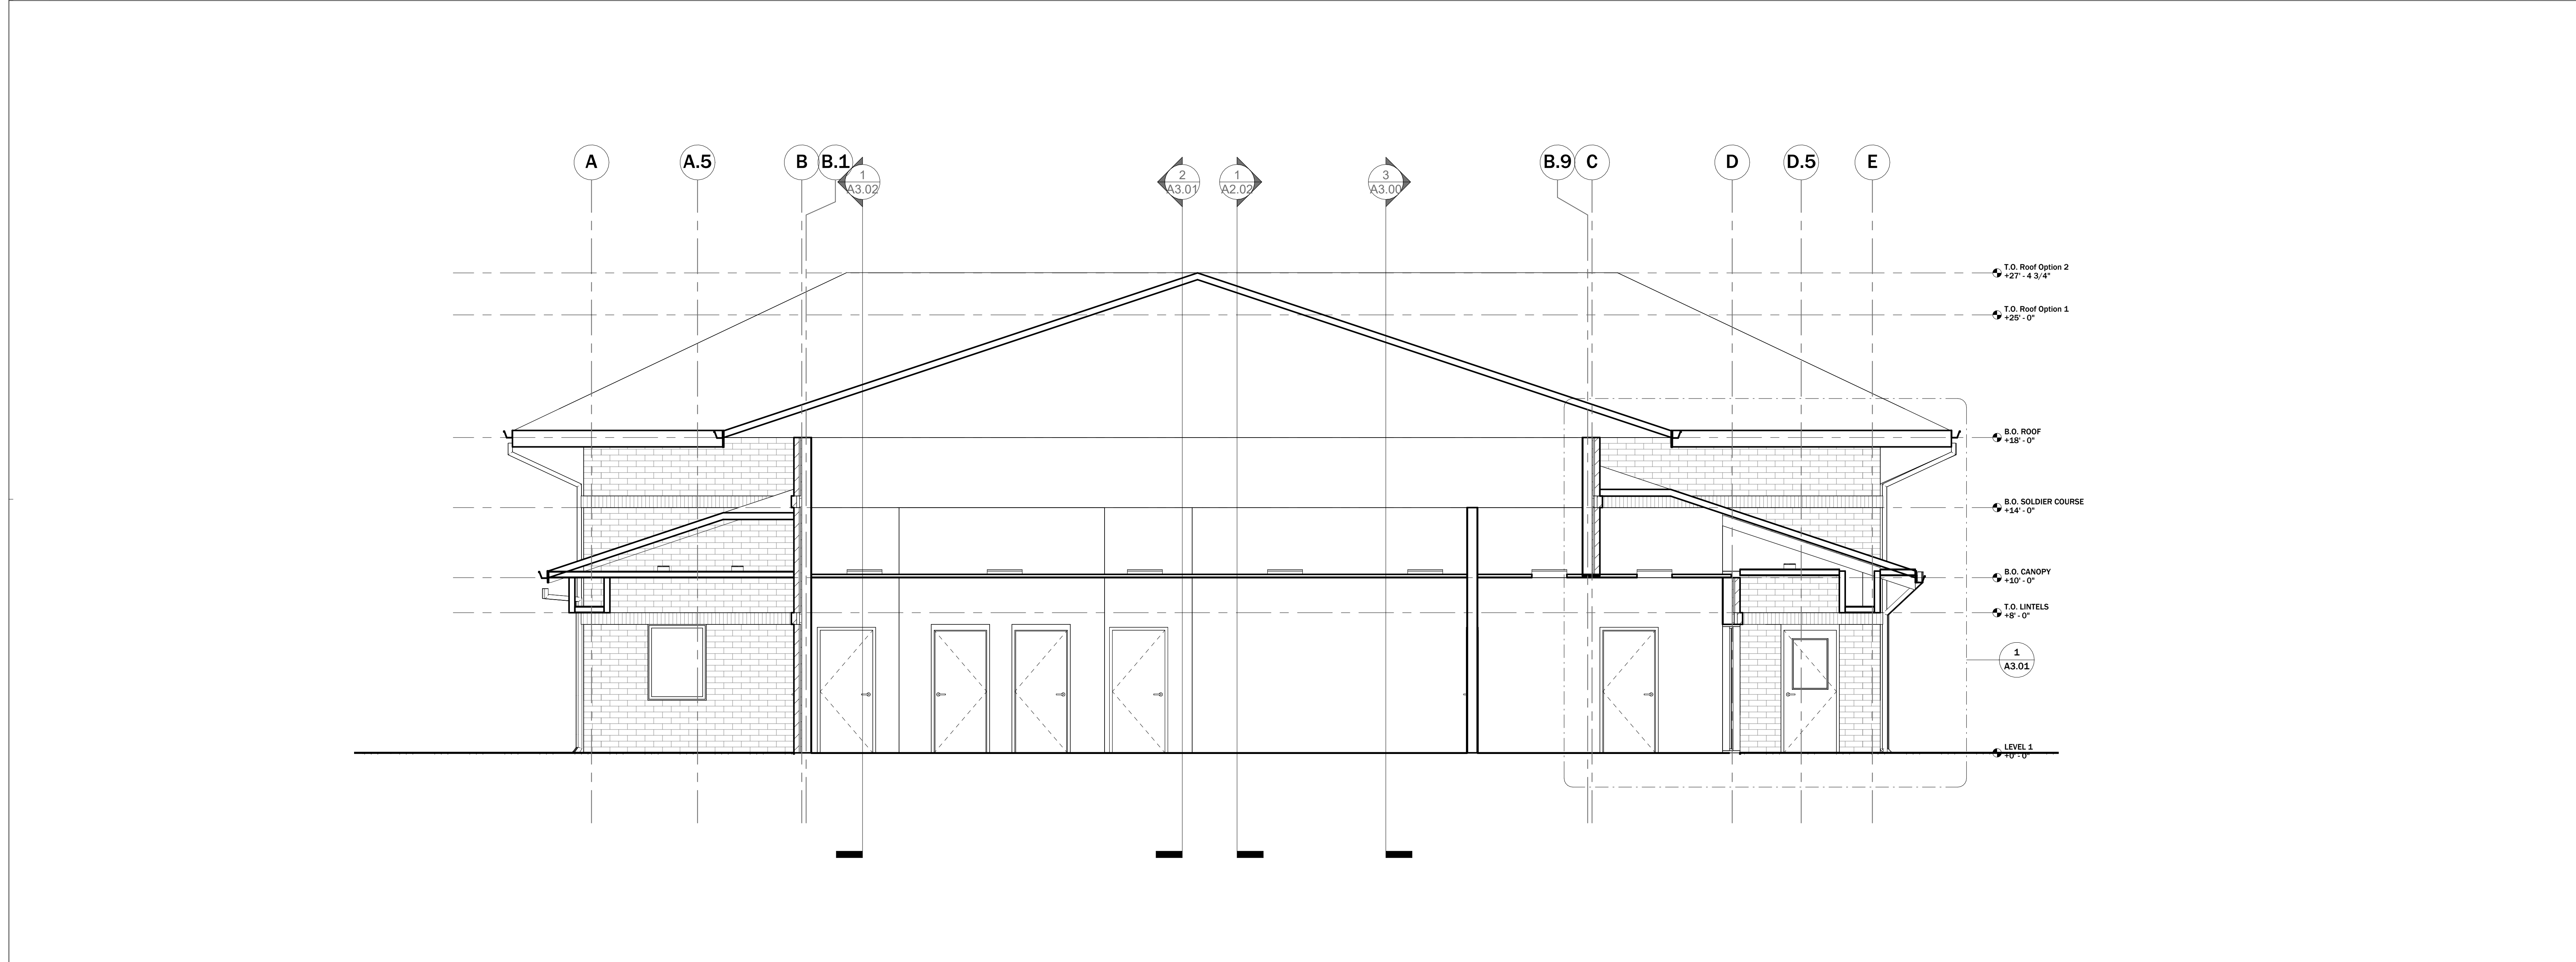 A
A.5
B
B.1
1
A3.02
2
A3.01
1
A2.02
3
A3.00
B.9
C
D
D.5
E
T.O. Roof Option 2
+27' - 4 3/4"
T.O. Roof Option 1
+25' - 0"
B.O. ROOF
+18' - 0"
B.O. SOLDIER COURSE
+14' - 0"
B.O. CANOPY
+10' - 0"
T.O. LINTELS
+8' - 0"
1
A3.01
LEVEL 1
+0' - 0"